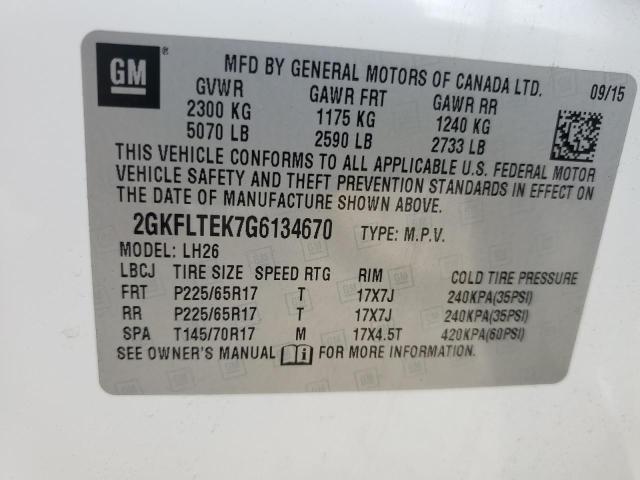 GM ®
MFD BY GENERAL MOTORS OF CANADA LTD. 09/15
GVWR GAWR FRT GAWR RR
2300 KG 1175 KG 1240 KG
5070 LB 2590 LB 2733 LB
THIS VEHICLE CONFORMS TO ALL APPLICABLE U.S. FEDERAL MOTOR
VEHICLE SAFETY AND THEFT PREVENTION STANDARDS IN EFFECT ON
THE DATE OF MANUFACTURE SHOWN ABOVE.
2GKFLTEK7G6134670 TYPE: M.P.V.
MODEL: LH26
LBCJ TIRE SIZE SPEED RTG RIM COLD TIRE PRESSURE
FRT P225/65R17 T 17X7J 240KPA(35PSI)
RR P225/65R17 T 17X7J 240KPA(35PSI)
SPA T145/70R17 M 17X4.5T 420KPA(60PSI)
SEE OWNER'S MANUAL FOR MORE INFORMATION.